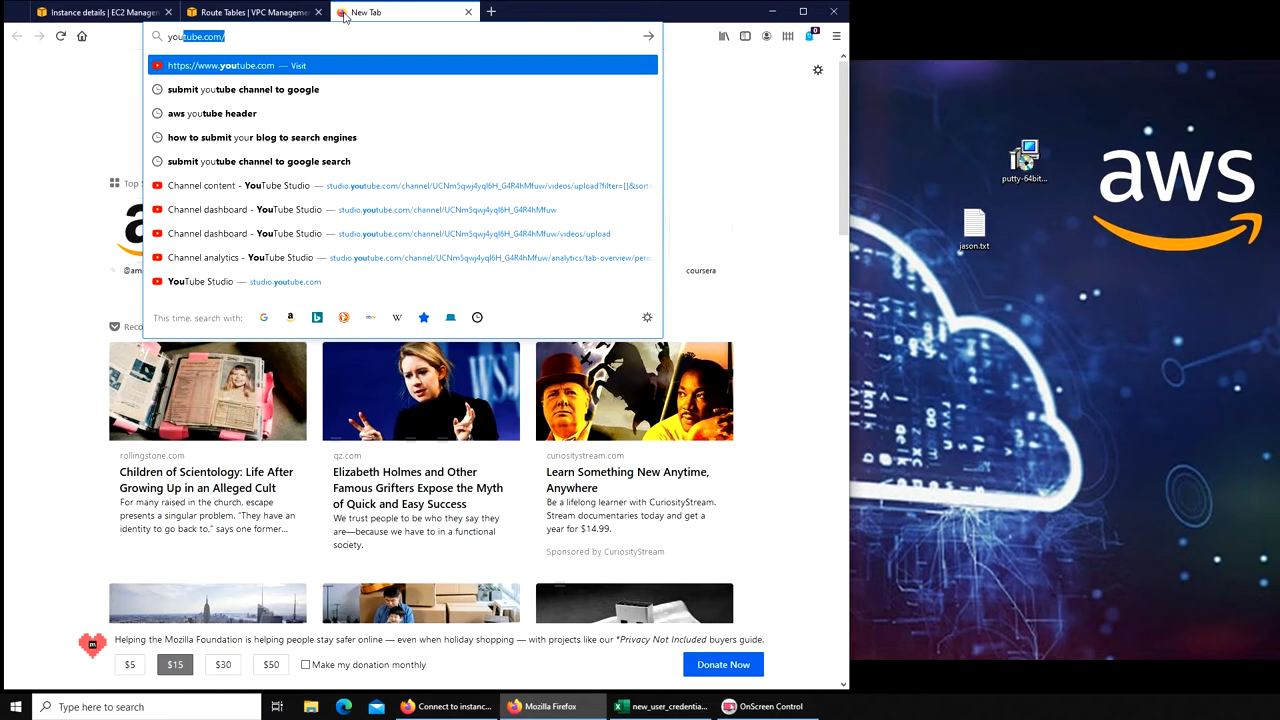 Instance details | EC2 Managem
Route Tables | VPC Manageme
New Tab
youtube.com/
0
https://www.youtube.com — Visit
submit youtube channel to google
aws youtube header
how to submit your blog to search engines
submit youtube channel to google search
Channel content - YouTube Studio — studio.youtube.com/channel/UCNm5qwj4yqI6H_G4R4hMfuw/videos/upload?filter=[]&sort=
Channel dashboard - YouTube Studio — studio.youtube.com/channel/UCNm5qwj4yqI6H_G4R4hMfuw
Channel dashboard - YouTube Studio — studio.youtube.com/channel/UCNm5qwj4yqI6H_G4R4hMfuw/videos/upload
Channel analytics - YouTube Studio — studio.youtube.com/channel/UCNm5qwj4yqI6H_G4R4hMfuw/analytics/tab-overview/peri
YouTube Studio — studio.youtube.com
This time, search with:
Top S
@ama
coursera
Reco
rollingstone.com
Children of Scientology: Life After
Growing Up in an Alleged Cult
For many raised in the church, escape
presents a singular problem. “They have an
identity to go back to,” says one former...
qz.com
Elizabeth Holmes and Other
Famous Grifters Expose the Myth
of Quick and Easy Success
We trust people to be who they say they
are—because we have to in a functional
society.
curiositystream.com
Learn Something New Anytime,
Anywhere
Be a lifelong learner with CuriosityStream.
Stream documentaries today and get a
year for $14.99.
Sponsored by CuriosityStream
Helping the Mozilla Foundation is helping people stay safer online — even when holiday shopping — with projects like our *Privacy Not Included buyers guide.
$5
$15
$30
$50
Make my donation monthly
Donate Now
putty-64bit...
jason.txt
aws
Type here to search
Connect to instanc...
Mozilla Firefox
new_user_credentia...
OnScreen Control